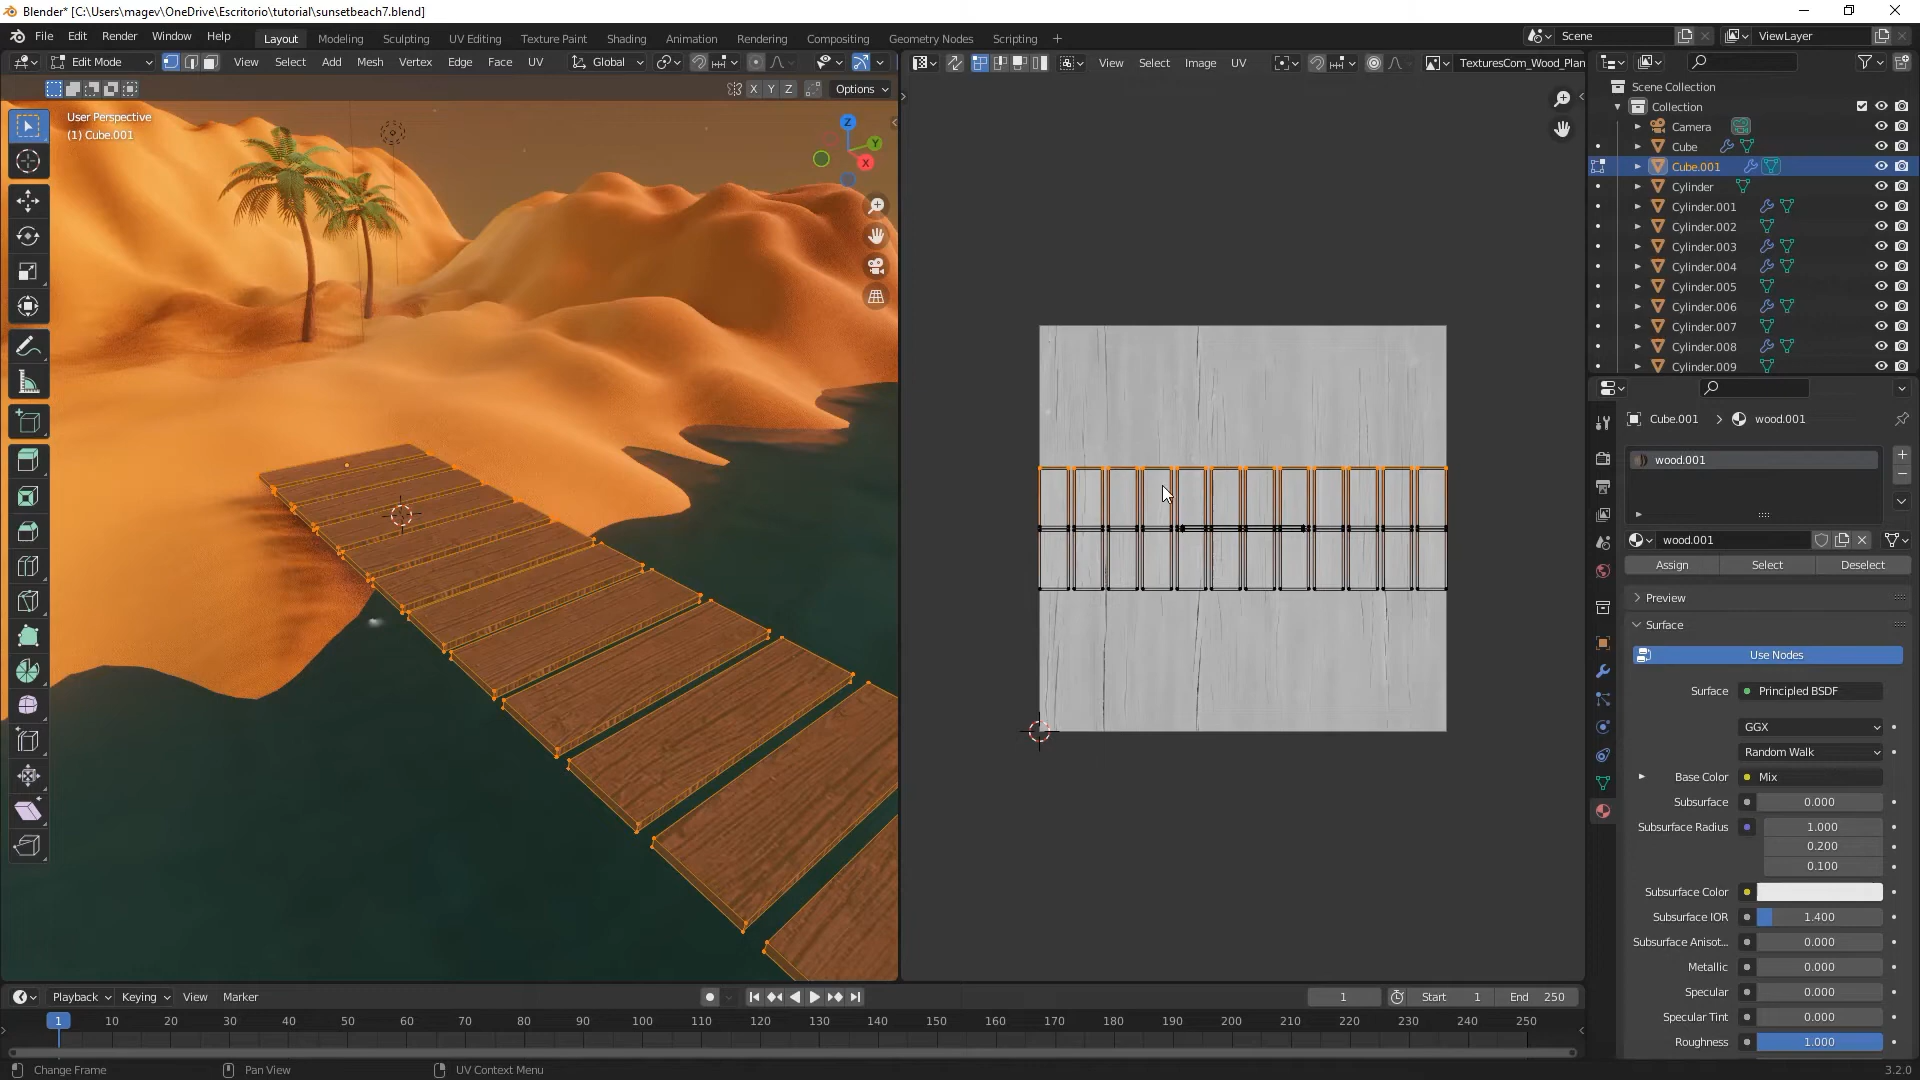 Blender* [C:\Users\magev\OneDrive\Escritorio\tutorial\sunsetbeach7.blend]
File Edit Render Window Help
Layout Modeling Sculpting UV Editing Texture Paint Shading Animation Rendering Compositing Geometry Nodes Scripting +
Scene
ViewLayer
Edit Mode View Select Add Mesh Vertex Edge Face UV Global
View Select Image UV TexturesCom_Wood_Plan
X Y Z Options
User Perspective
(1) Cube.001
Z
Y
X
Scene Collection
Collection
Camera
Cube
Cube.001
Cylinder
Cylinder.001
Cylinder.002
Cylinder.003
Cylinder.004
Cylinder.005
Cylinder.006
Cylinder.007
Cylinder.008
Cylinder.009
Cube.001 > wood.001
wood.001
wood.001
Assign Select Deselect
Preview
Surface
Use Nodes
Surface Principled BSDF
GGX
Random Walk
Base Color Mix
Subsurface 0.000
Subsurface Radius 1.000
0.200
0.100
Subsurface Color
Subsurface IOR 1.400
Subsurface Anisot... 0.000
Metallic 0.000
Specular 0.000
Specular Tint 0.000
Roughness 1.000
Playback Keying View Marker
1 Start 1 End 250
1 10 20 30 40 50 60 70 80 90 100 110 120 130 140 150 160 170 180 190 200 210 220 230 240 250
Change Frame Pan View UV Context Menu 3.2.0